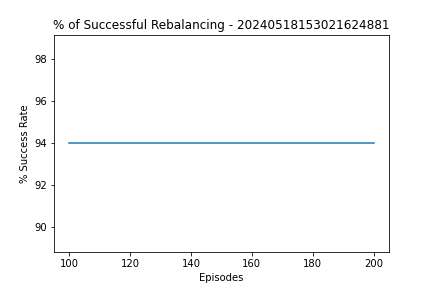 % of Successful Rebalancing - 20240518153021624881
98
96
94
92
90
% Success Rate
100 120 140 160 180 200
Episodes